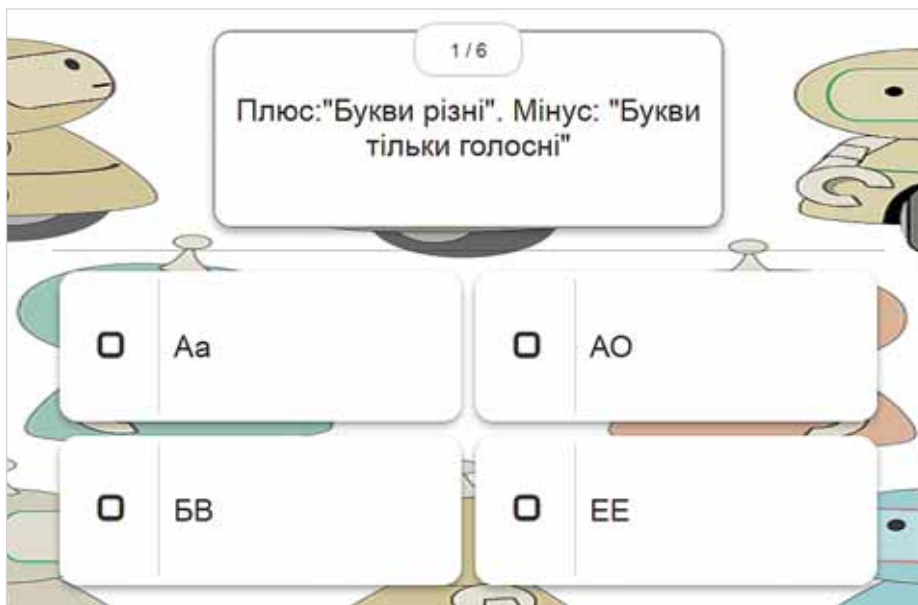 1 / 6
Плюс:"Букви різні". Мінус: "Букви
тільки голосні"
Аа
АО
БВ
ЕЕ